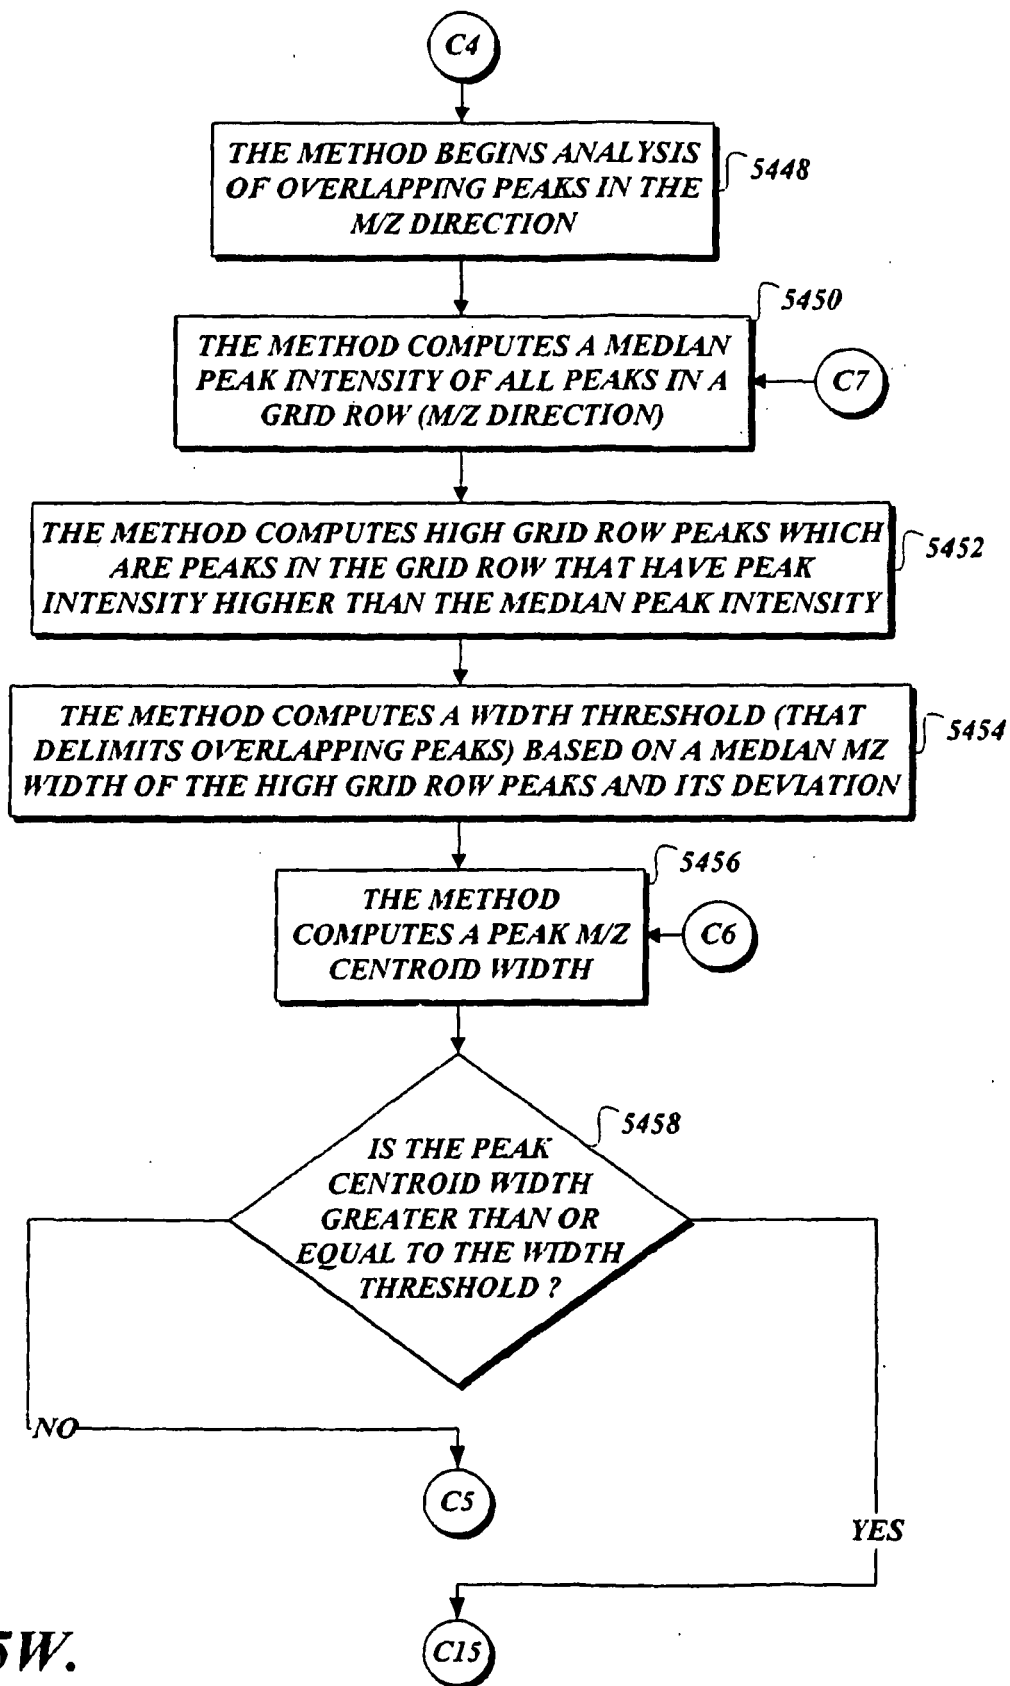 C4
THE METHOD BEGINS ANALYSIS
OF OVERLAPPING PEAKS IN THE
M/Z DIRECTION
5448
5450
THE METHOD COMPUTES A MEDIAN
PEAK INTENSITY OF ALL PEAKS IN A
GRID ROW (M/Z DIRECTION)
C7
THE METHOD COMPUTES HIGH GRID ROW PEAKS WHICH
ARE PEAKS IN THE GRID ROW THAT HAVE PEAK
INTENSITY HIGHER THAN THE MEDIAN PEAK INTENSITY
5452
THE METHOD COMPUTES A WIDTH THRESHOLD (THAT
DELIMITS OVERLAPPING PEAKS) BASED ON A MEDIAN MZ
WIDTH OF THE HIGH GRID ROW PEAKS AND ITS DEVIATION
5454
5456
THE METHOD
COMPUTES A PEAK M/Z
CENTROID WIDTH
C6
5458
IS THE PEAK
CENTROID WIDTH
GREATER THAN OR
EQUAL TO THE WIDTH
THRESHOLD ?
NO
C5
YES
C15
5W.